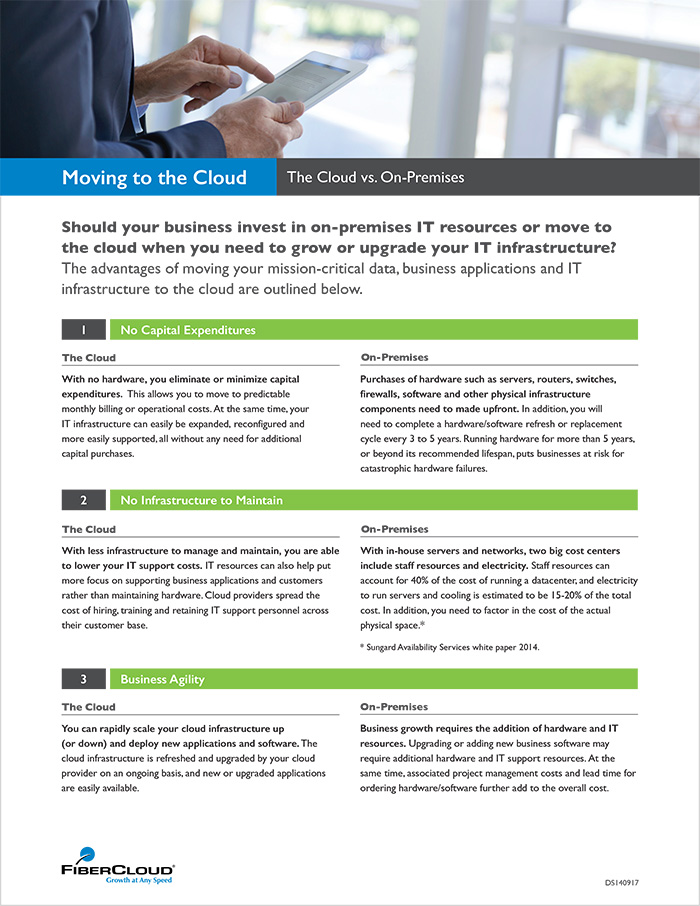 Moving to the Cloud
The Cloud vs. On-Premises
Should your business invest in on-premises IT resources or move to
the cloud when you need to grow or upgrade your IT infrastructure?
The advantages of moving your mission-critical data, business applications and IT
infrastructure to the cloud are outlined below.
1
No Capital Expenditures
The Cloud
With no hardware, you eliminate or minimize capital
expenditures. This allows you to move to predictable
monthly billing or operational costs. At the same time, your
IT infrastructure can easily be expanded, reconfigured and
more easily supported, all without any need for additional
capital purchases.
On-Premises
Purchases of hardware such as servers, routers, switches,
firewalls, software and other physical infrastructure
components need to made upfront. In addition, you will
need to complete a hardware/software refresh or replacement
cycle every 3 to 5 years. Running hardware for more than 5 years,
or beyond its recommended lifespan, puts businesses at risk for
catastrophic hardware failures.
2
No Infrastructure to Maintain
The Cloud
With less infrastructure to manage and maintain, you are able
to lower your IT support costs. IT resources can also help put
more focus on supporting business applications and customers
rather than maintaining hardware. Cloud providers spread the
cost of hiring, training and retaining IT support personnel across
their customer base.
On-Premises
With in-house servers and networks, two big cost centers
include staff resources and electricity. Staff resources can
account for 40% of the cost of running a datacenter, and electricity
to run servers and cooling is estimated to be 15-20% of the total
cost. In addition, you need to factor in the cost of the actual
physical space.*
* Sungard Availability Services white paper 2014.
3
Business Agility
The Cloud
You can rapidly scale your cloud infrastructure up
(or down) and deploy new applications and software. The
cloud infrastructure is refreshed and upgraded by your cloud
provider on an ongoing basis, and new or upgraded applications
are easily available.
On-Premises
Business growth requires the addition of hardware and IT
resources. Upgrading or adding new business software may
require additional hardware and IT support resources. At the
same time, associated project management costs and lead time for
ordering hardware/software further add to the overall cost.
FIBERCLOUD®
Growth at Any Speed
DS140917